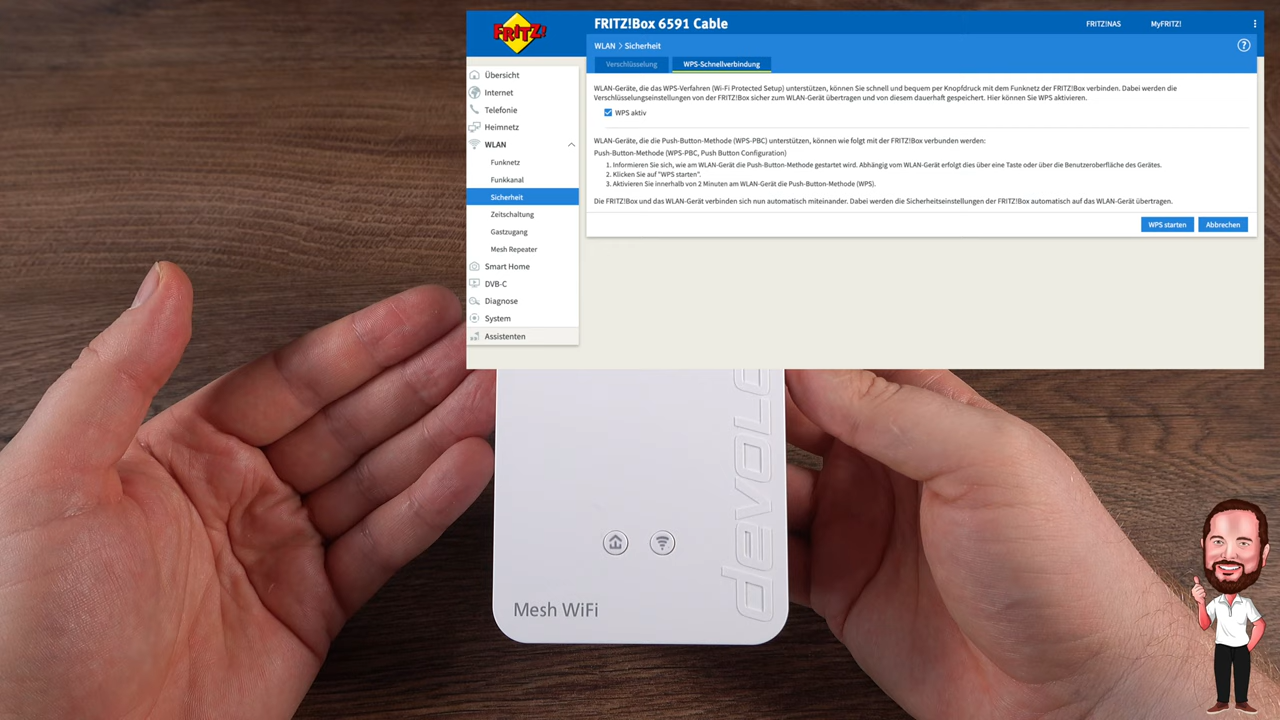 FRITZ!
FRITZ!Box 6591 Cable
FRITZ!NAS
MyFRITZ!
WLAN > Sicherheit
?
Verschlüsselung
WPS-Schnellverbindung
Übersicht
Internet
Telefonie
Heimnetz
WLAN
Funknetz
Funkkanal
Sicherheit
Zeitschaltung
Gastzugang
Mesh Repeater
Smart Home
DVB-C
Diagnose
System
Assistenten
WLAN-Geräte, die das WPS-Verfahren (Wi-Fi Protected Setup) unterstützen, können Sie schnell und bequem per Knopfdruck mit dem Funknetz der FRITZ!Box verbinden. Dabei werden die
Verschlüsselungseinstellungen von der FRITZ!Box sicher zum WLAN-Gerät übertragen und von diesem dauerhaft gespeichert. Hier können Sie WPS aktivieren.
WPS aktiv
WLAN-Geräte, die die Push-Button-Methode (WPS-PBC) unterstützen, können wie folgt mit der FRITZ!Box verbunden werden:
Push-Button-Methode (WPS-PBC, Push Button Configuration)
1. Informieren Sie sich, wie am WLAN-Gerät die Push-Button-Methode gestartet wird. Abhängig vom WLAN-Gerät erfolgt dies über eine Taste oder über die Benutzeroberfläche des Gerätes.
2. Klicken Sie auf "WPS starten".
3. Aktivieren Sie innerhalb von 2 Minuten am WLAN-Gerät die Push-Button-Methode (WPS).
Die FRITZ!Box und das WLAN-Gerät verbinden sich nun automatisch miteinander. Dabei werden die Sicherheitseinstellungen der FRITZ!Box automatisch auf das WLAN-Gerät übertragen.
WPS starten
Abbrechen
devolo
Mesh WiFi